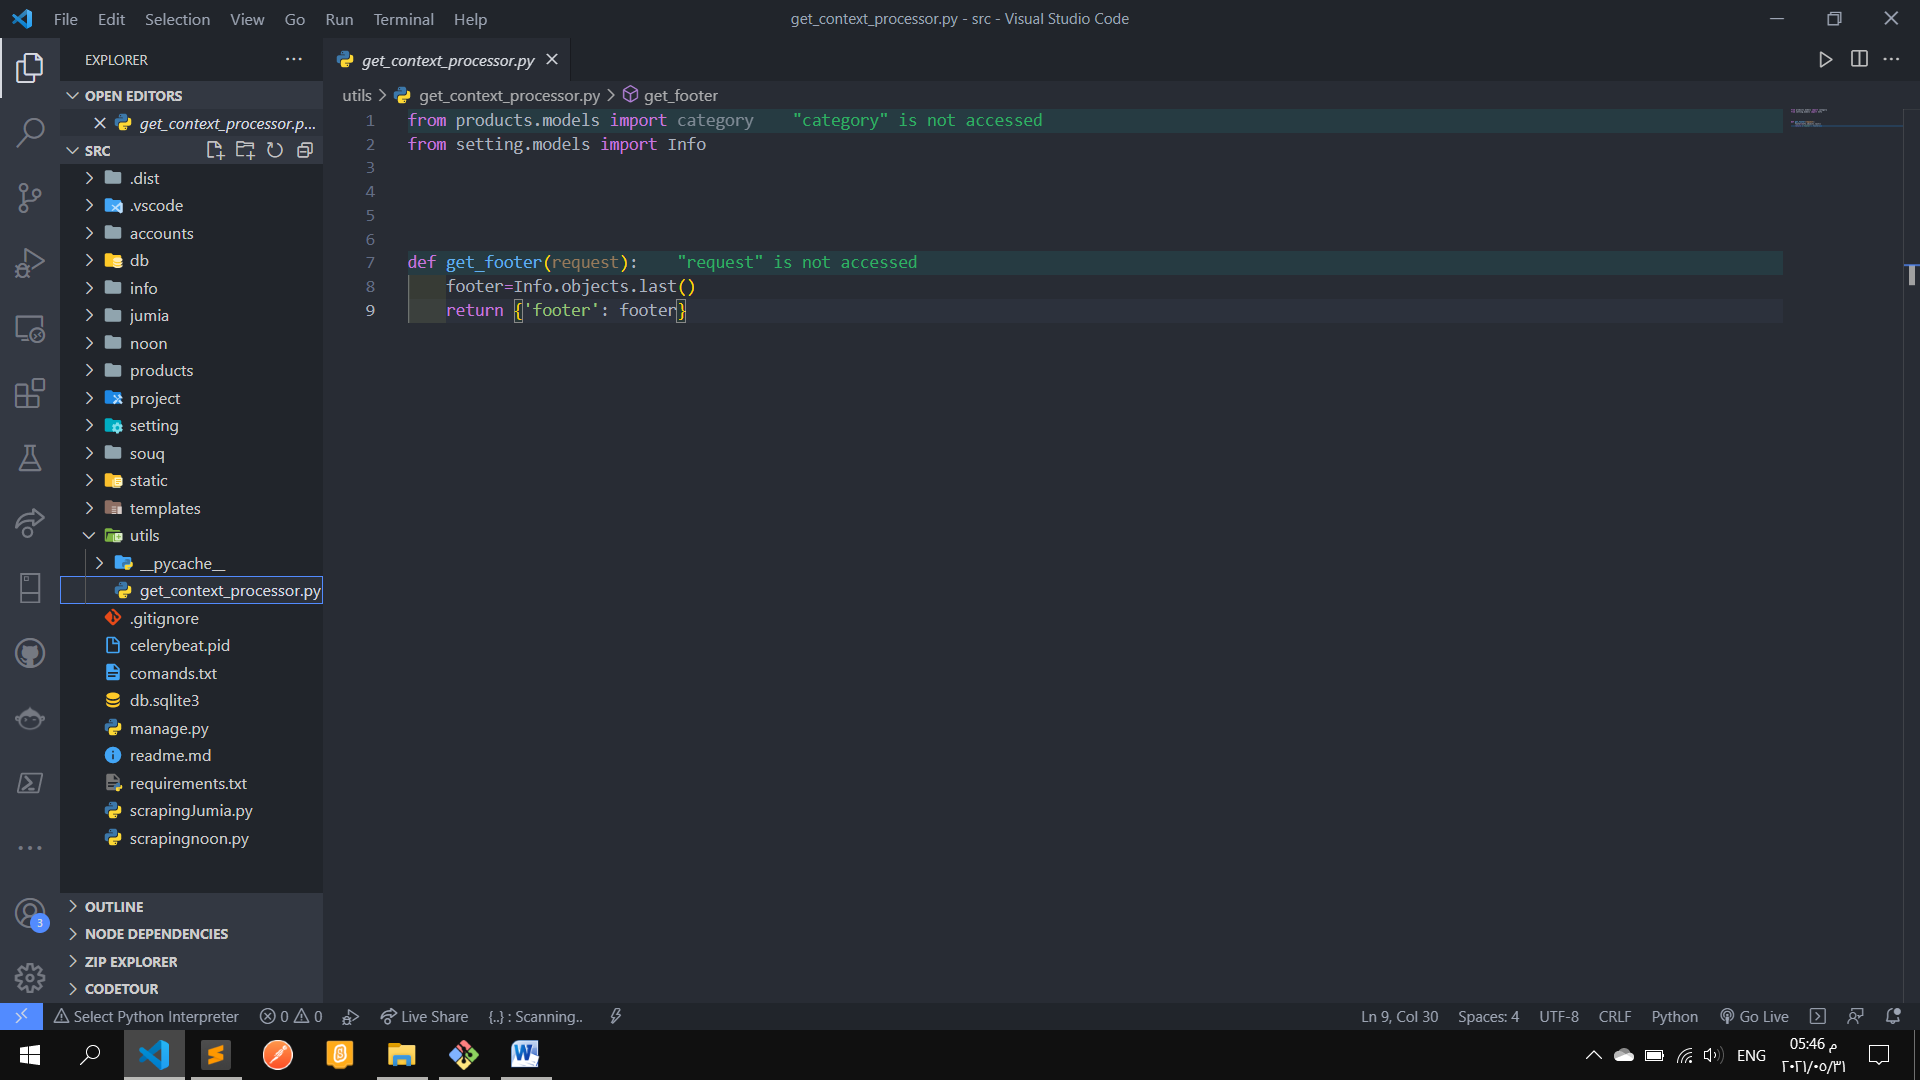 File Edit Selection View Go Run Terminal Help
get_context_processor.py - src - Visual Studio Code
EXPLORER
OPEN EDITORS
get_context_processor.p...
SRC
.dist
.vscode
accounts
db
info
jumia
noon
products
project
setting
souq
static
templates
utils
__pycache__
get_context_processor.py
.gitignore
celerybeat.pid
comands.txt
db.sqlite3
manage.py
readme.md
requirements.txt
scrapingJumia.py
scrapingnoon.py
OUTLINE
NODE DEPENDENCIES
ZIP EXPLORER
CODETOUR
3
get_context_processor.py
utils > get_context_processor.py > get_footer
1 from products.models import category "category" is not accessed
2 from setting.models import Info
3
4
5
6
7 def get_footer(request): "request" is not accessed
8 footer=Info.objects.last()
9 return {'footer': footer}
Select Python Interpreter 0 0 Live Share {..} : Scanning..
Ln 9, Col 30 Spaces: 4 UTF-8 CRLF Python Go Live
ENG
05:46 م
٢٠٢١/٠٥/٣١